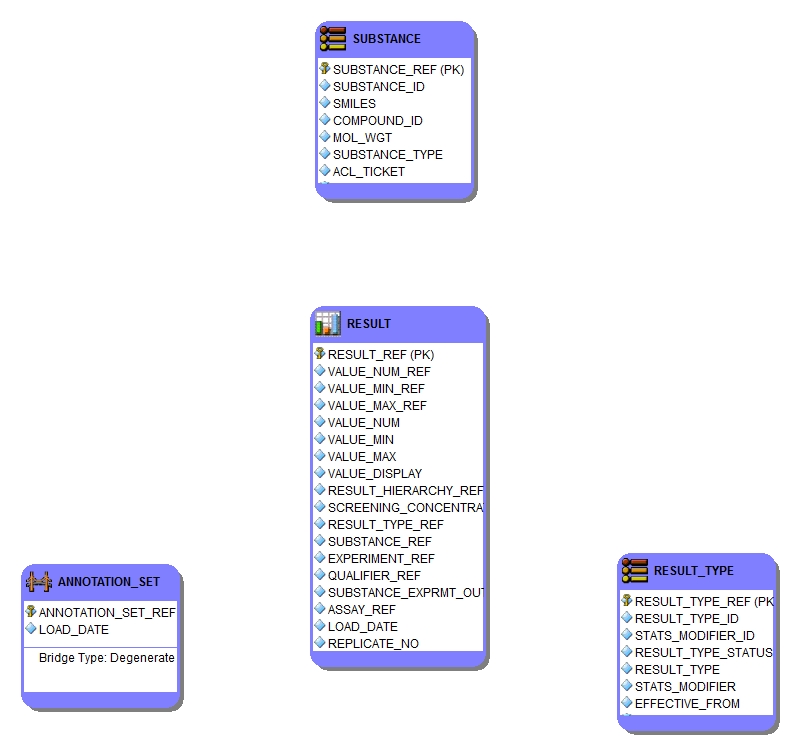 SUBSTANCE
SUBSTANCE_REF (PK)
SUBSTANCE_ID
SMILES
COMPOUND_ID
MOL_WGT
SUBSTANCE_TYPE
ACL_TICKET
RESULT
RESULT_REF (PK)
VALUE_NUM_REF
VALUE_MIN_REF
VALUE_MAX_REF
VALUE_NUM
VALUE_MIN
VALUE_MAX
VALUE_DISPLAY
RESULT_HIERARCHY_REF
SCREENING_CONCENTRA
RESULT_TYPE_REF
SUBSTANCE_REF
EXPERIMENT_REF
QUALIFIER_REF
SUBSTANCE_EXPRMT_OUT
ASSAY_REF
LOAD_DATE
REPLICATE_NO
ANNOTATION_SET
ANNOTATION_SET_REF
LOAD_DATE
Bridge Type: Degenerate
RESULT_TYPE
RESULT_TYPE_REF (PK
RESULT_TYPE_ID
STATS_MODIFIER_ID
RESULT_TYPE_STATUS
RESULT_TYPE
STATS_MODIFIER
EFFECTIVE_FROM